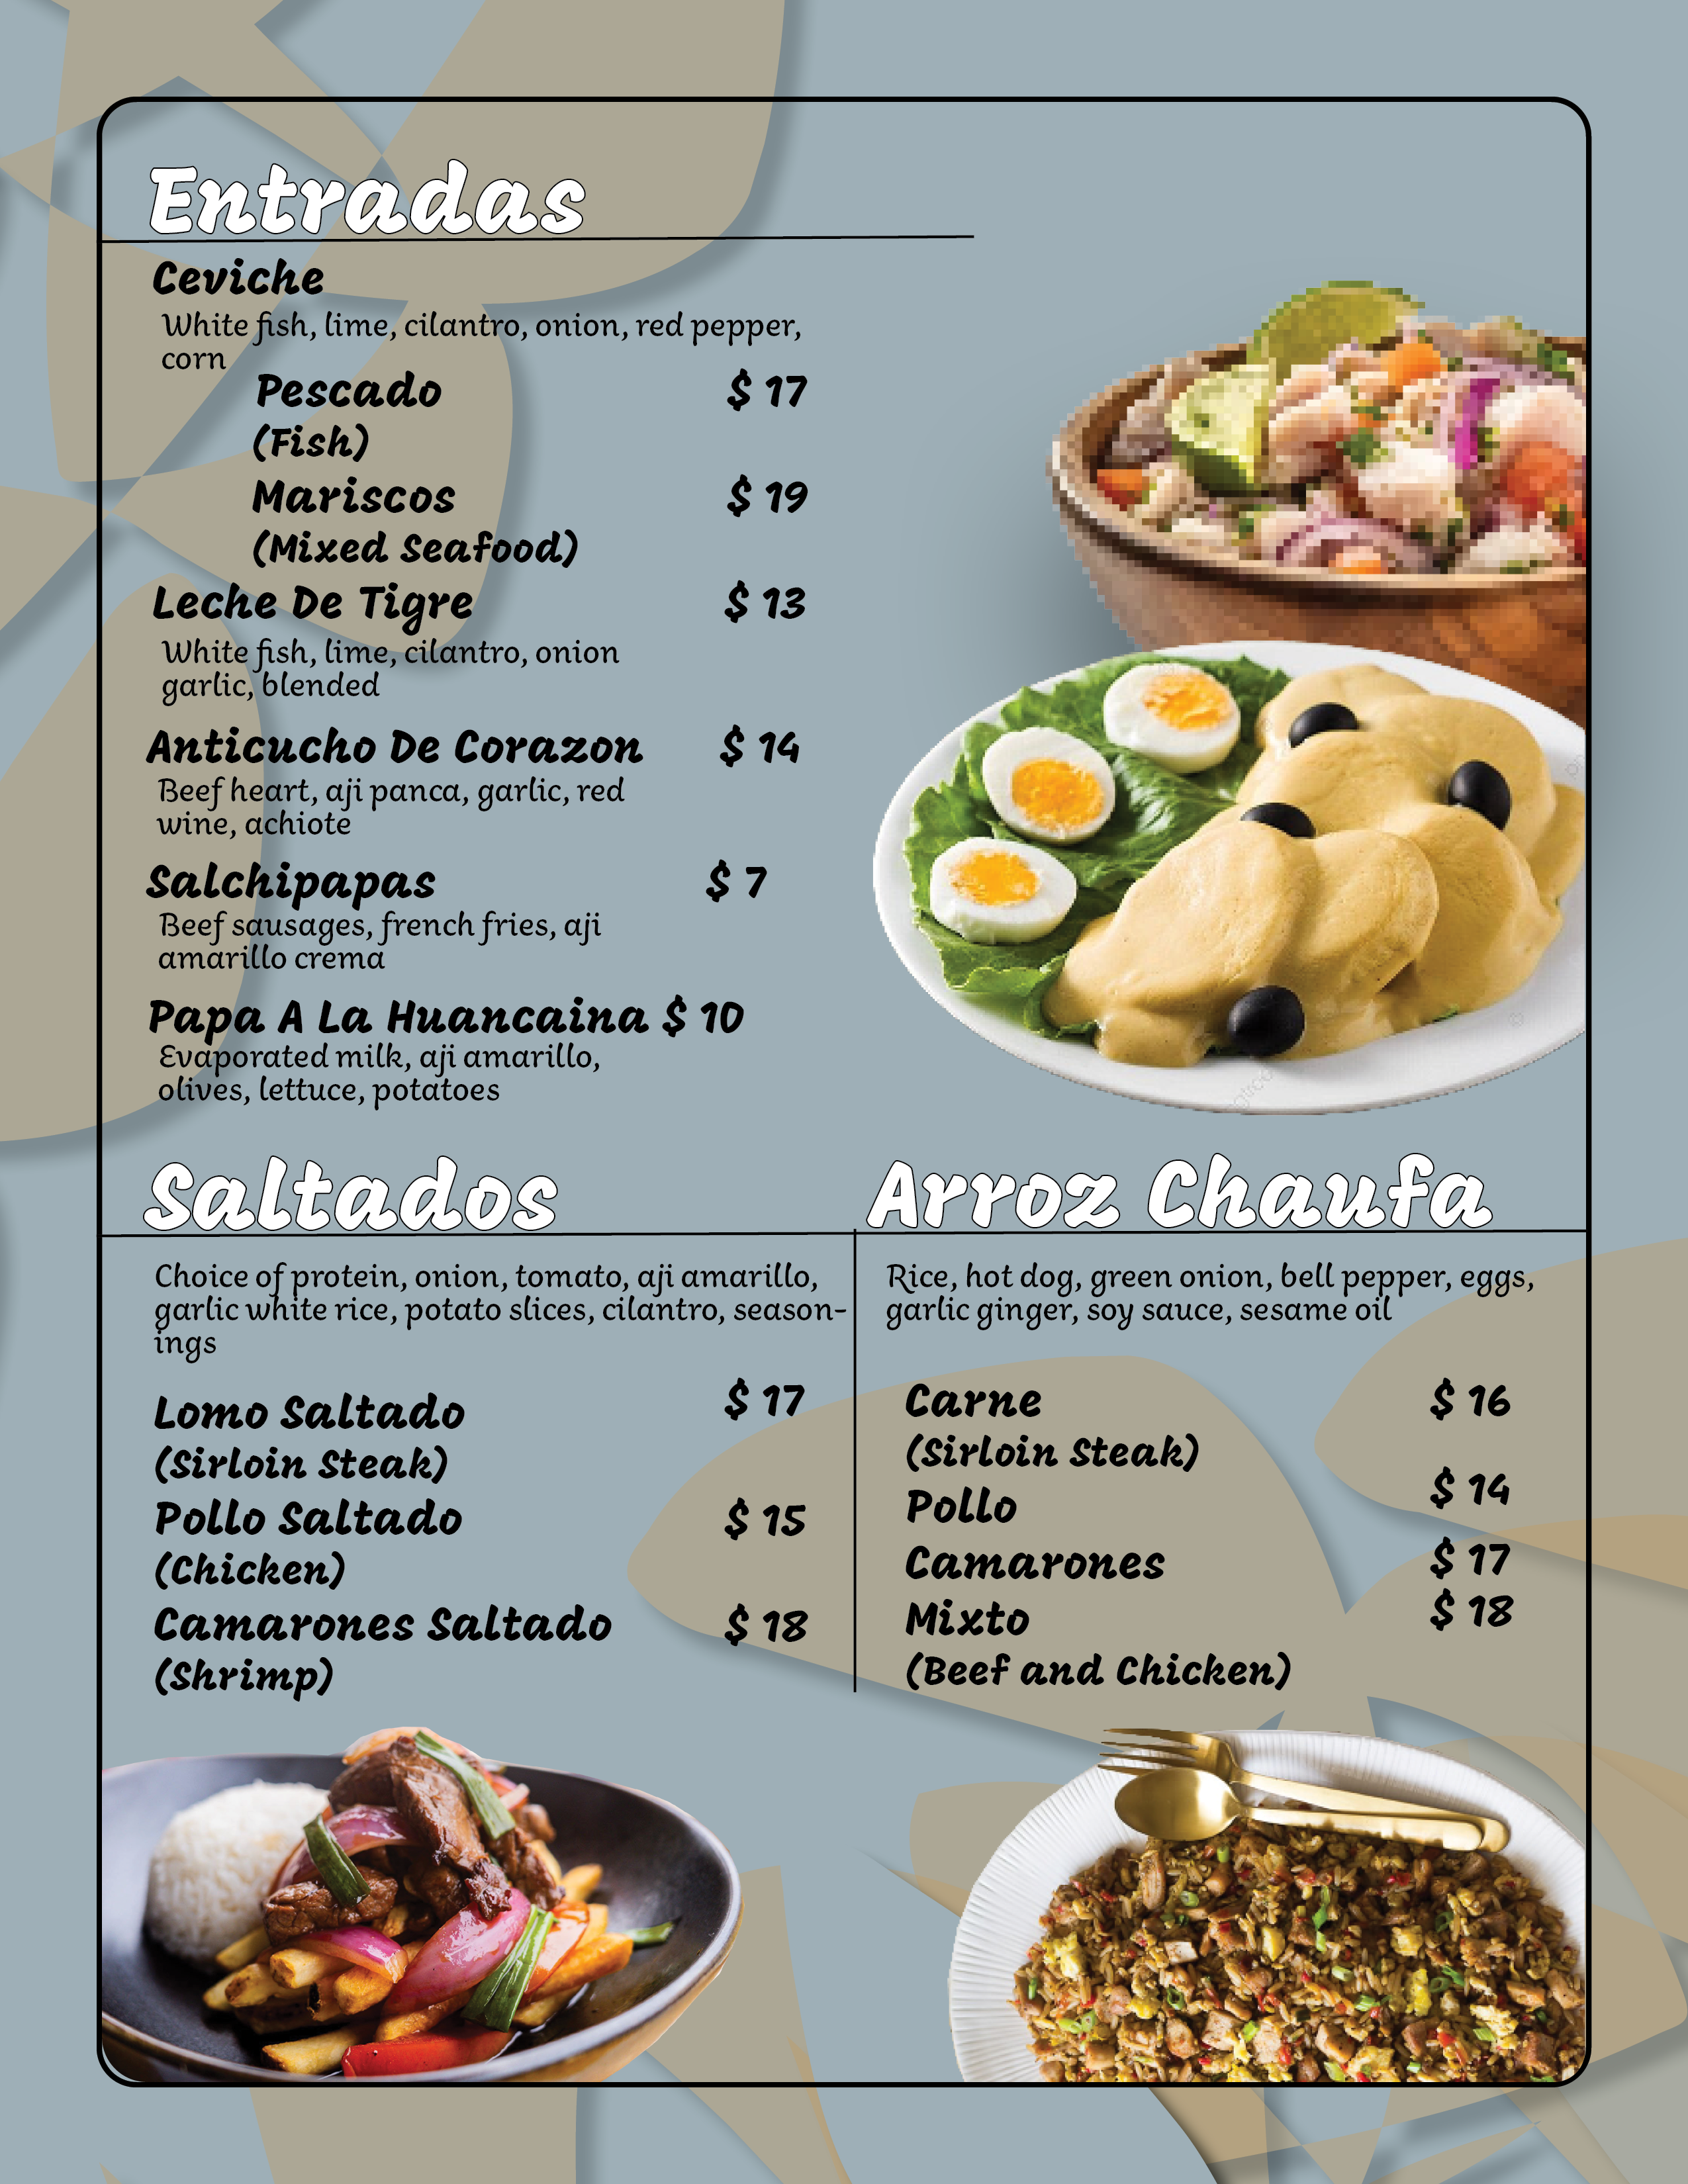 Entradas
Ceviche
White fish, lime, cilantro, onion, red pepper,
corn
Pescado $ 17
(Fish)
Mariscos $ 19
(Mixed Seafood)
Leche De Tigre $ 13
White fish, lime, cilantro, onion
garlic, blended
Anticucho De Corazon $ 14
Beef heart, aji panca, garlic, red
wine, achiote
Salchipapas $ 7
Beef sausages, french fries, aji
amarillo crema
Papa A La Huancaina $ 10
Evaporated milk, aji amarillo,
olives, lettuce, potatoes
Saltados
Choice of protein, onion, tomato, aji amarillo,
garlic white rice, potato slices, cilantro, season-
ings
Lomo Saltado $ 17
(Sirloin Steak)
Pollo Saltado $ 15
(Chicken)
Camarones Saltado $ 18
(Shrimp)
Arroz Chaufa
Rice, hot dog, green onion, bell pepper, eggs,
garlic ginger, soy sauce, sesame oil
Carne $ 16
(Sirloin Steak)
Pollo $ 14
Camarones $ 17
Mixto $ 18
(Beef and Chicken)